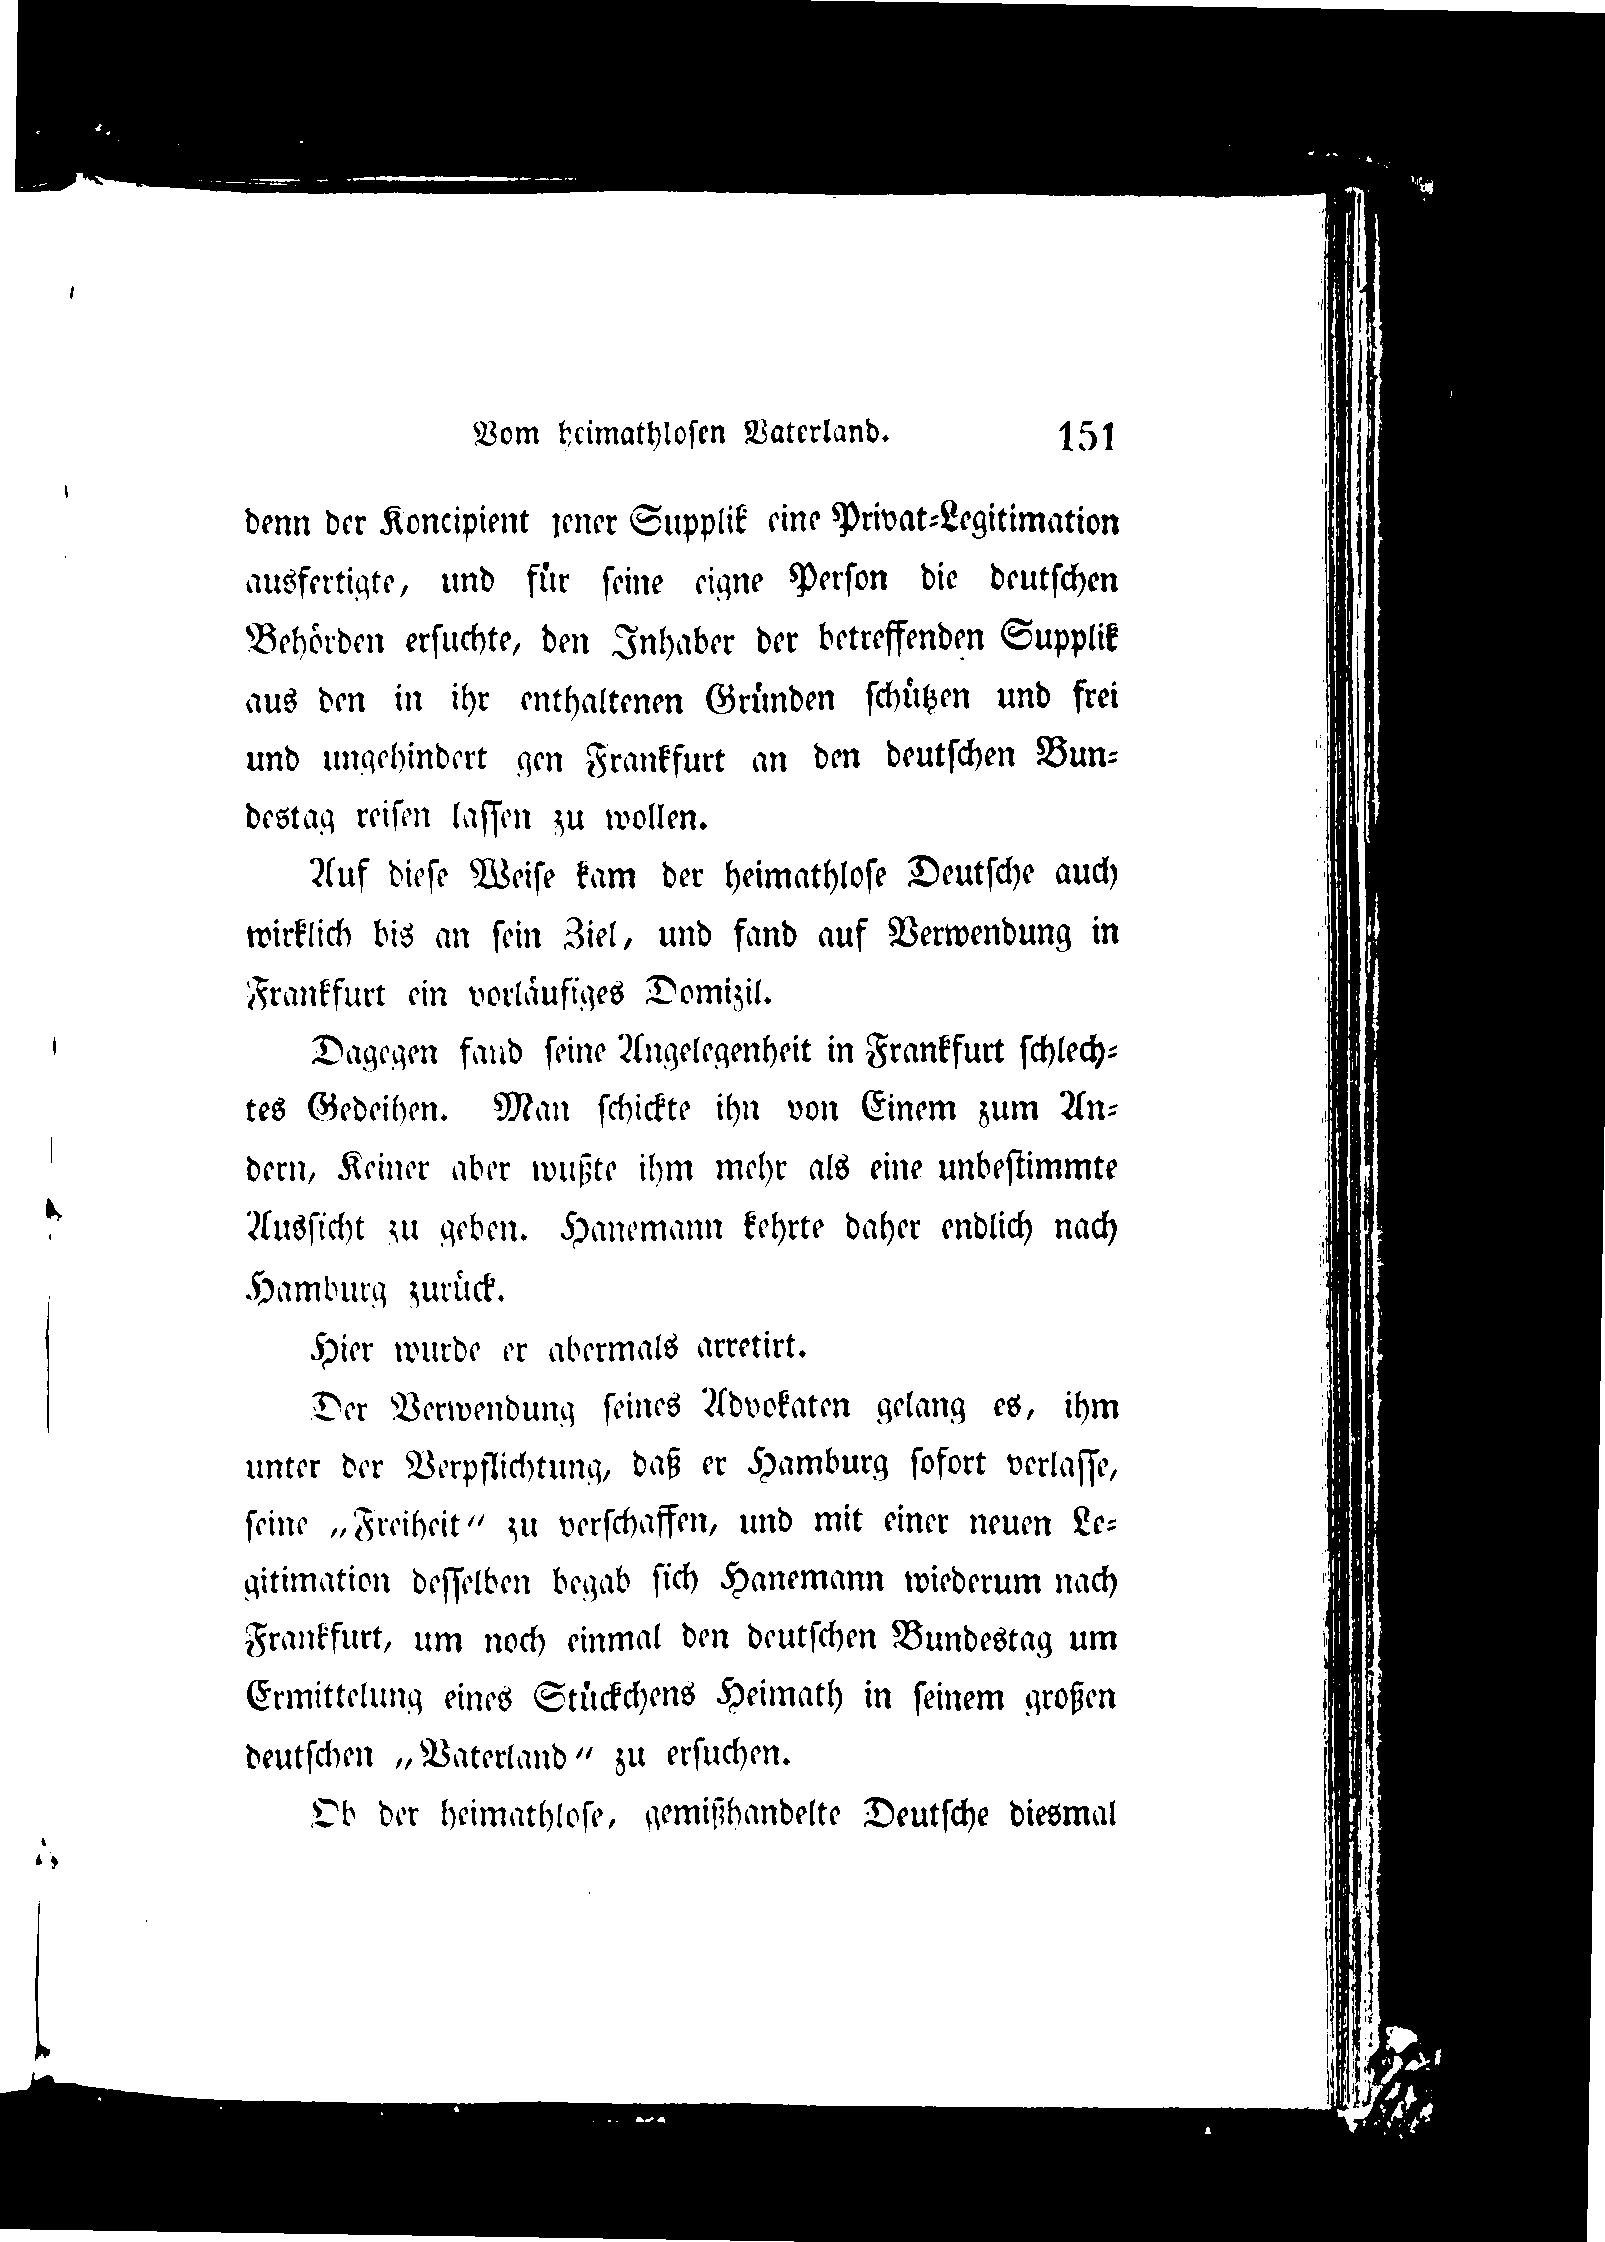 Vom heimathlosen Vaterland. 151
denn der Koncipient jener Supplik eine Privat-Legitimation
ausfertigte, und für seine eigne Person die deutschen
Behörden ersuchte, den Inhaber der betreffenden Supplik
aus den in ihr enthaltenen Gründen schützen und frei
und ungehindert gen Frankfurt an den deutschen Bun-
destag reisen lassen zu wollen.
Auf diese Weise kam der heimathlose Deutsche auch
wirklich bis an sein Ziel, und fand auf Verwendung in
Frankfurt ein vorläufiges Domizil.
Dagegen fand seine Angelegenheit in Frankfurt schlech-
tes Gedeihen. Man schickte ihn von Einem zum An-
dern, Keiner aber wußte ihm mehr als eine unbestimmte
Aussicht zu geben. Hanemann kehrte daher endlich nach
Hamburg zurück.
Hier wurde er abermals arretirt.
Der Verwendung seines Advokaten gelang es, ihm
unter der Verpflichtung, daß er Hamburg sofort verlasse,
seine „Freiheit“ zu verschaffen, und mit einer neuen Le-
gitimation desselben begab sich Hanemann wiederum nach
Frankfurt, um noch einmal den deutschen Bundestag um
Ermittelung eines Stückchens Heimath in seinem großen
deutschen „Vaterland“ zu ersuchen.
Ob der heimathlose, gemißhandelte Deutsche diesmal